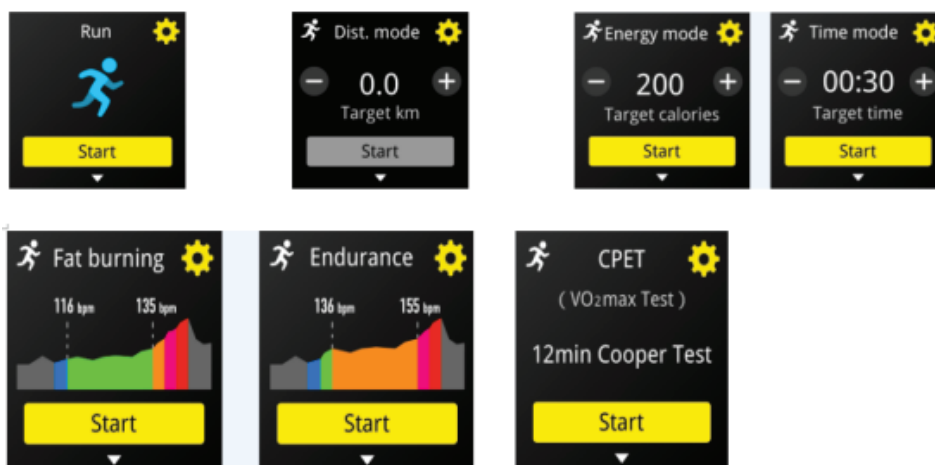 Run
Start
Dist. mode
− 0.0 +
Target km
Start
Energy mode
− 200 +
Target calories
Start
Time mode
− 00:30 +
Target time
Start
Fat burning
116 bpm 135 bpm
Start
Endurance
136 bpm 155 bpm
Start
CPET
( VO₂max Test )
12min Cooper Test
Start